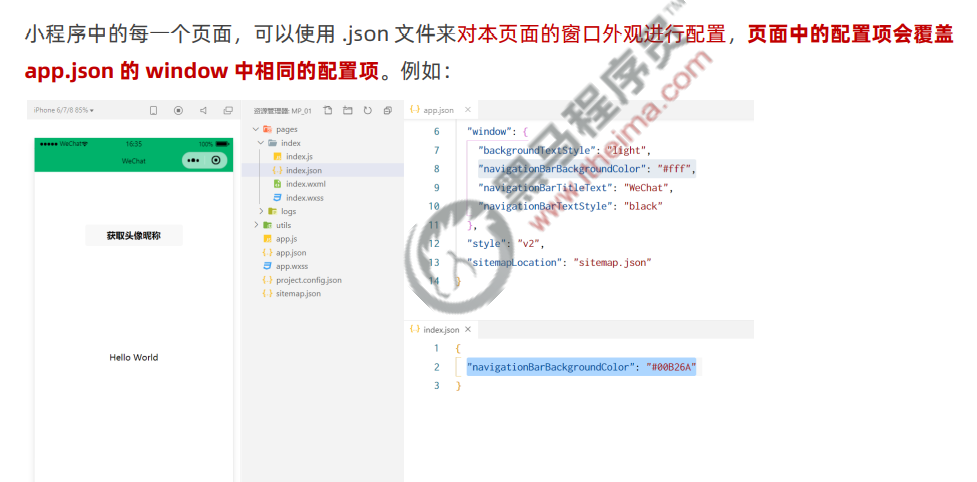 小程序中的每一个页面，可以使用 .json 文件来对本页面的窗口外观进行配置，页面中的配置项会覆盖
app.json 的 window 中相同的配置项。例如：
iPhone 6/7/8 85%
资源管理器: MP_01
WeChat
16:35
100%
WeChat
获取头像昵称
Hello World
pages
index
index.js
index.json
index.wxml
index.wxss
logs
utils
app.js
app.json
app.wxss
project.config.json
sitemap.json
app.json
6 "window": {
7 "backgroundTextStyle": "light",
8 "navigationBarBackgroundColor": "#fff",
9 "navigationBarTitleText": "WeChat",
10 "navigationBarTextStyle": "black"
11 },
12 "style": "v2",
13 "sitemapLocation": "sitemap.json"
14 }
index.json
1 {
2 "navigationBarBackgroundColor": "#00B26A"
3 }
黑马程序员
www.itheima.com